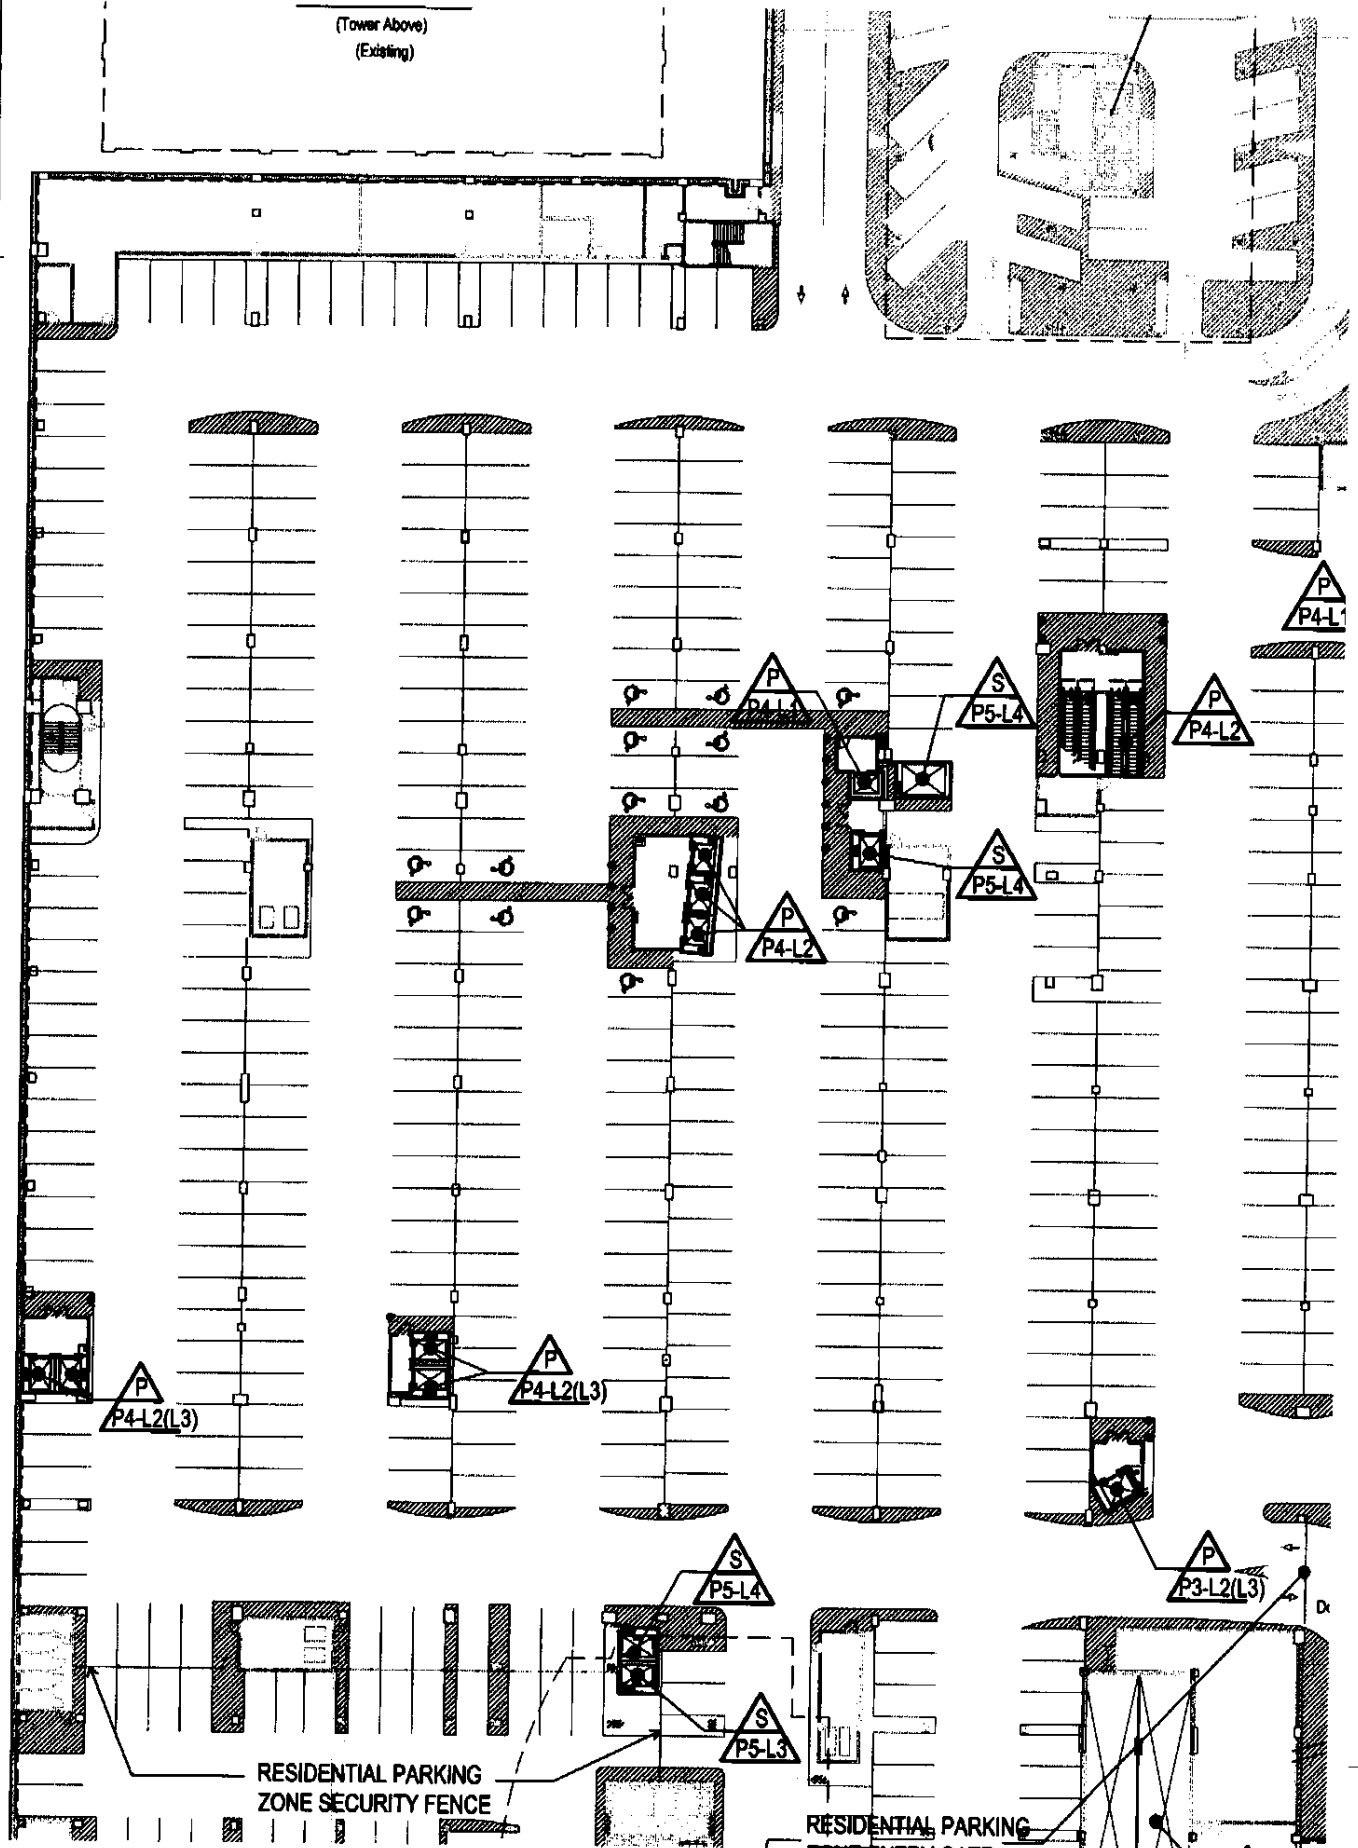 (Tower Above)
(Existing)
P
P4-L1
P
P4-L1
S
P5-L4
P
P4-L2
S
P5-L4
P
P4-L2
P
P4-L2(L3)
P
P4-L2(L3)
P
P3-L2(L3)
S
P5-L4
S
P5-L3
RESIDENTIAL PARKING
ZONE SECURITY FENCE
RESIDENTIAL PARKING